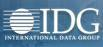 IDG
INTERNATIONAL DATA GROUP